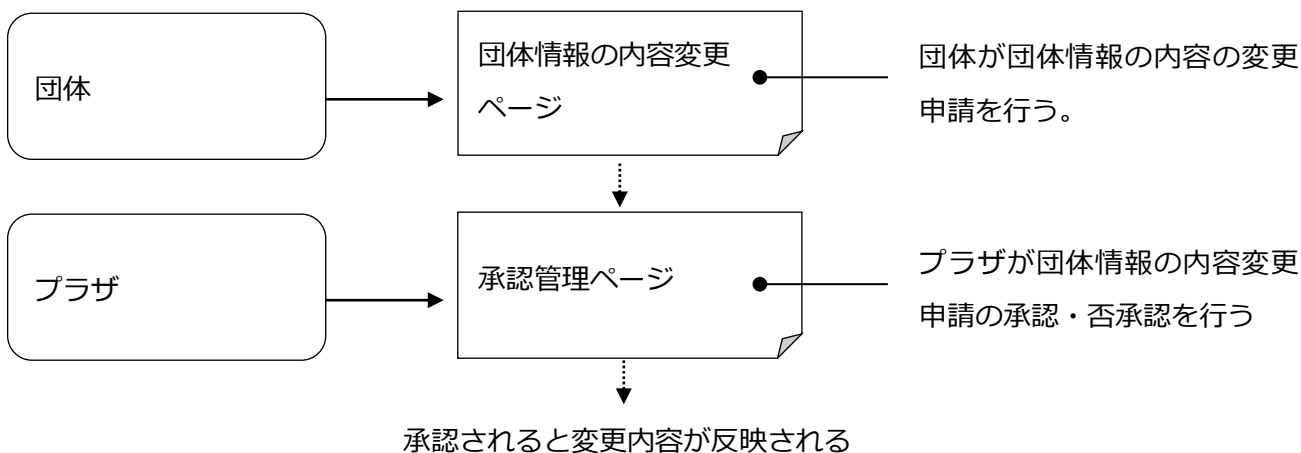 団体
団体情報の内容変更
ページ
団体が団体情報の内容の変更
申請を行う。
プラザ
承認管理ページ
プラザが団体情報の内容変更
申請の承認・否承認を行う
承認されると変更内容が反映される